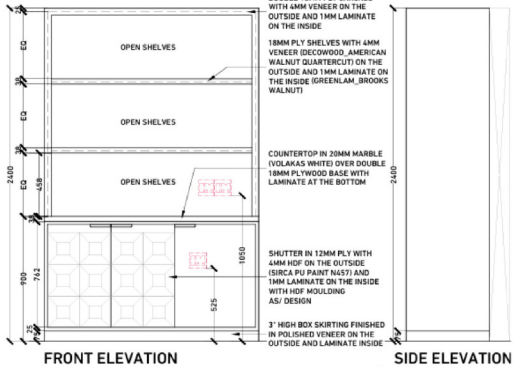 WITH 4MM VENEER ON THE
OUTSIDE AND 1MM LAMINATE
ON THE INSIDE
18MM PLY SHELVES WITH 4MM
VENEER (DECOWOOD_AMERICAN
WALNUT QUARTERCUT) ON THE
OUTSIDE AND 1MM LAMINATE ON
THE INSIDE (GREENLAM_BROOKS
WALNUT)
COUNTERTOP IN 20MM MARBLE
(VOLAKAS WHITE) OVER DOUBLE
18MM PLYWOOD BASE WITH
LAMINATE AT THE BOTTOM
SHUTTER IN 12MM PLY WITH
4MM HDF ON THE OUTSIDE
(SIRCA PU PAINT N457) AND
1MM LAMINATE ON THE INSIDE
WITH HDF MOULDING
AS/ DESIGN
3" HIGH BOX SKIRTING FINISHED
IN POLISHED VENEER ON THE
OUTSIDE AND LAMINATE INSIDE
OPEN SHELVES
OPEN SHELVES
OPEN SHELVES
EQ
38
EQ
38
EQ
458
38
2400
900
762
25
75
1050
525
2400
75
FRONT ELEVATION
SIDE ELEVATION